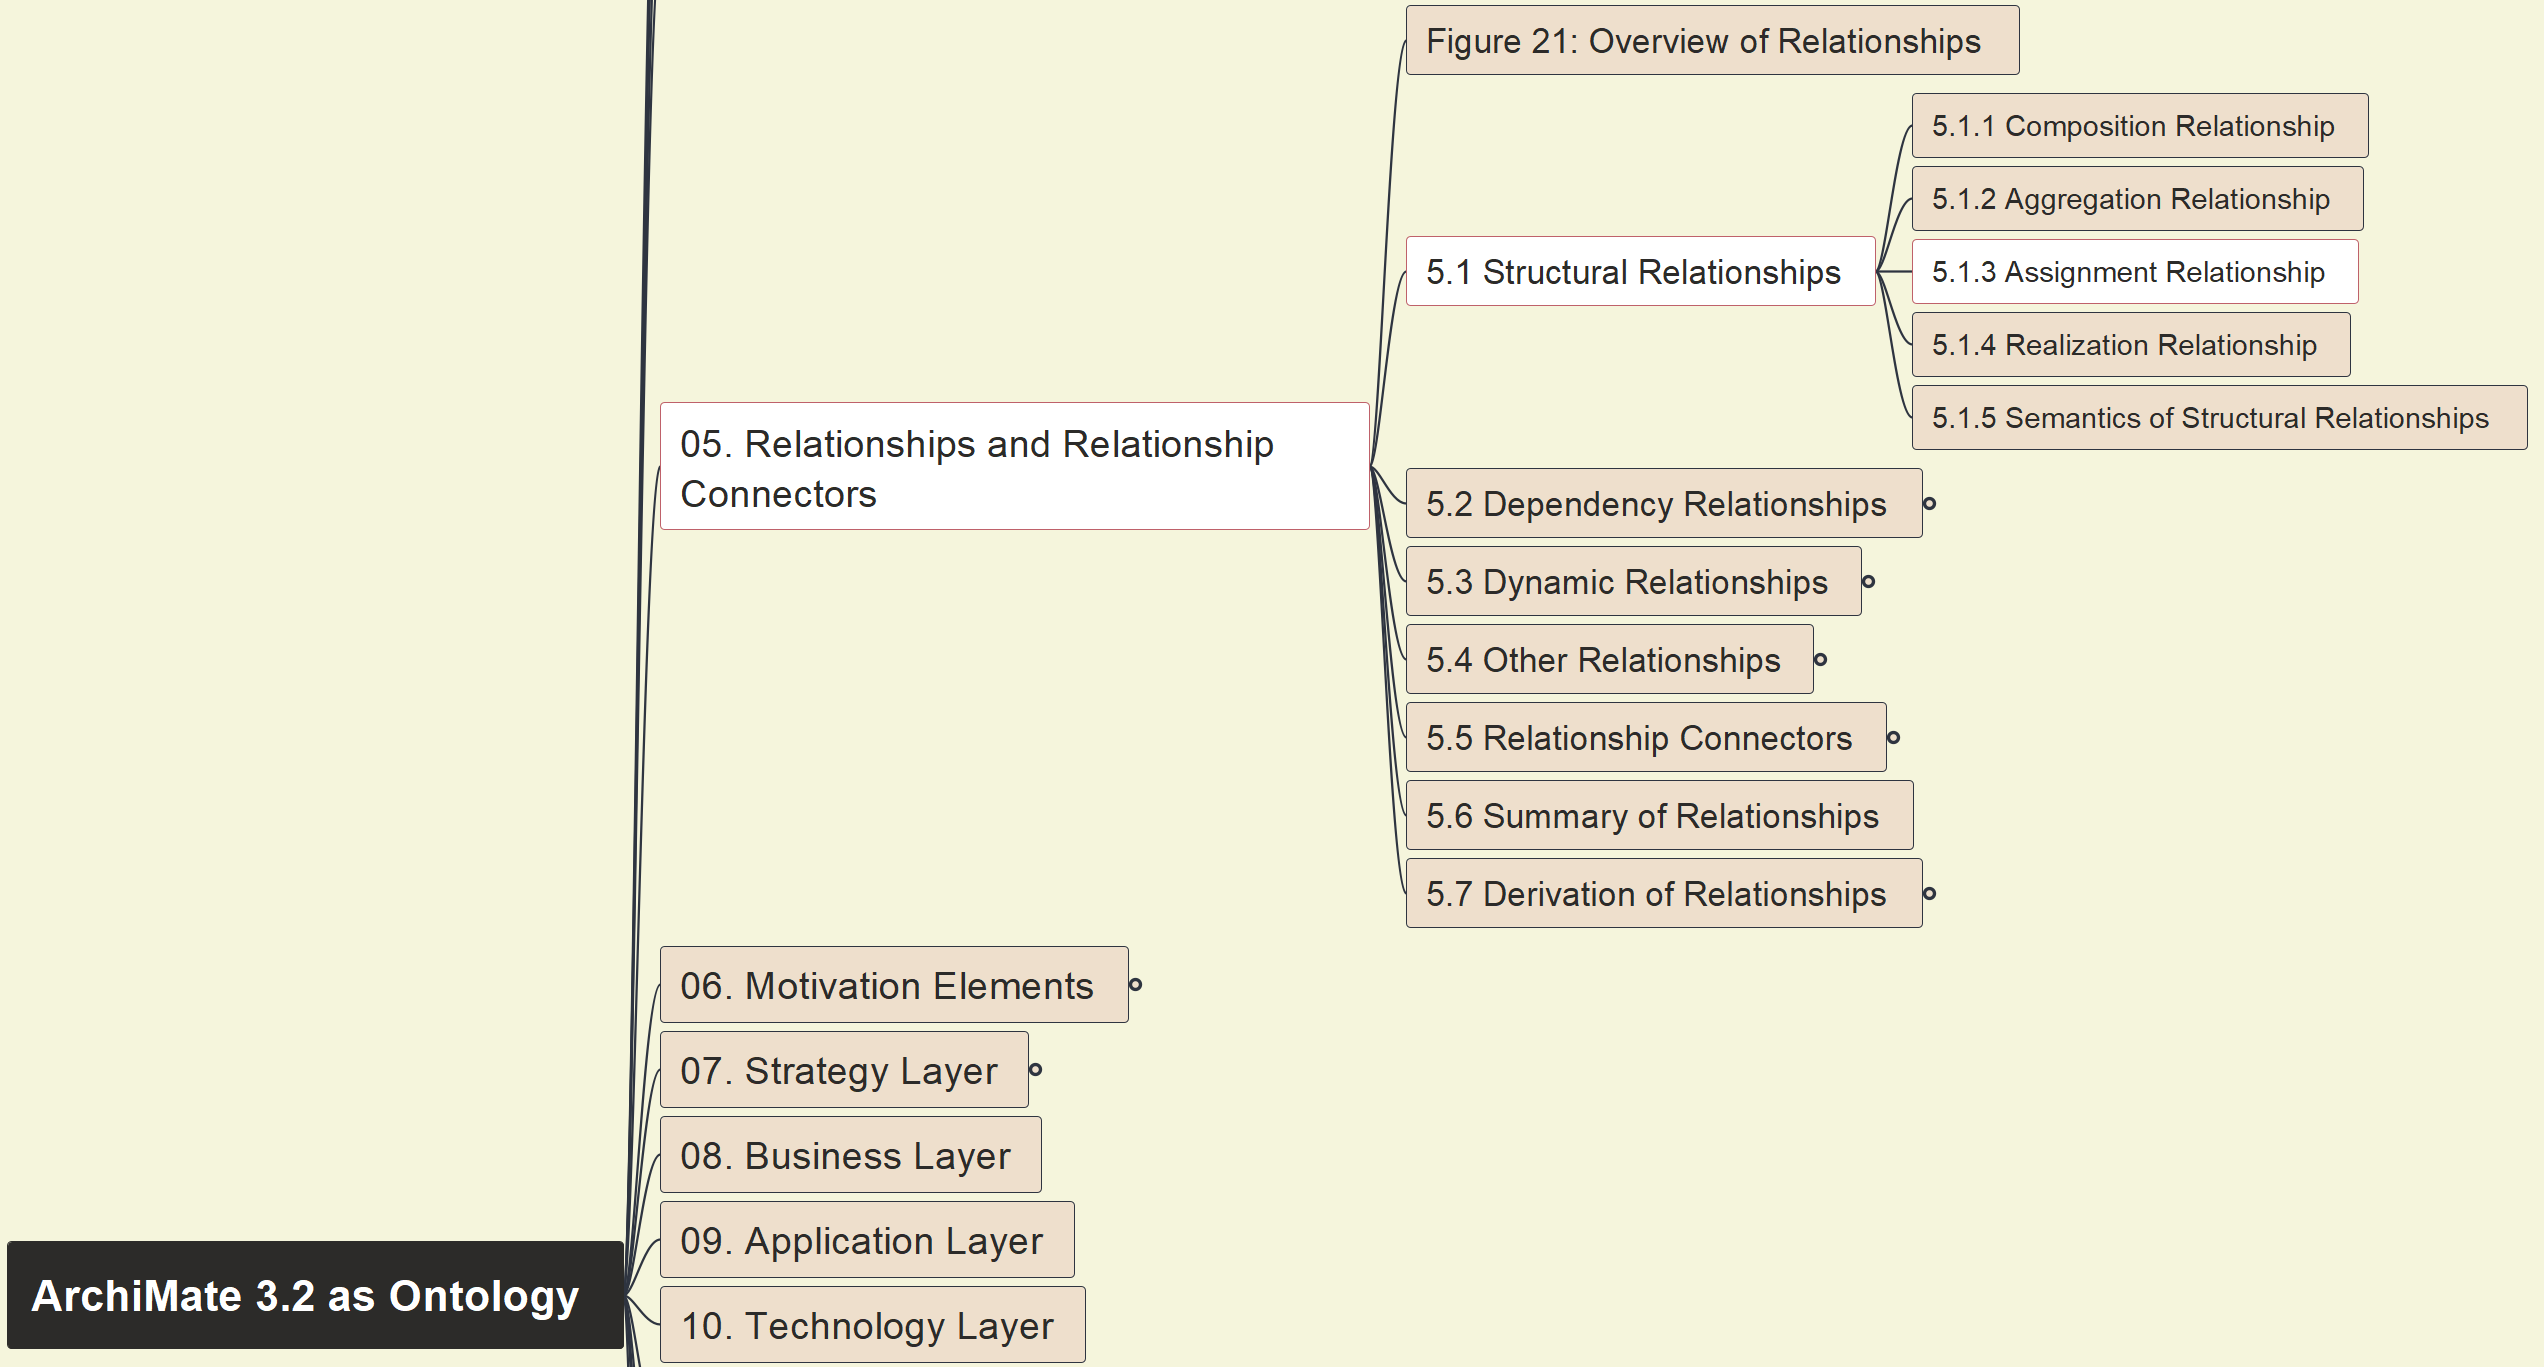 Figure 21: Overview of Relationships
5.1.1 Composition Relationship
5.1.2 Aggregation Relationship
5.1 Structural Relationships
5.1.3 Assignment Relationship
5.1.4 Realization Relationship
5.1.5 Semantics of Structural Relationships
05. Relationships and Relationship
Connectors
5.2 Dependency Relationships
5.3 Dynamic Relationships
5.4 Other Relationships
5.5 Relationship Connectors
5.6 Summary of Relationships
5.7 Derivation of Relationships
06. Motivation Elements
07. Strategy Layer
08. Business Layer
09. Application Layer
ArchiMate 3.2 as Ontology
10. Technology Layer